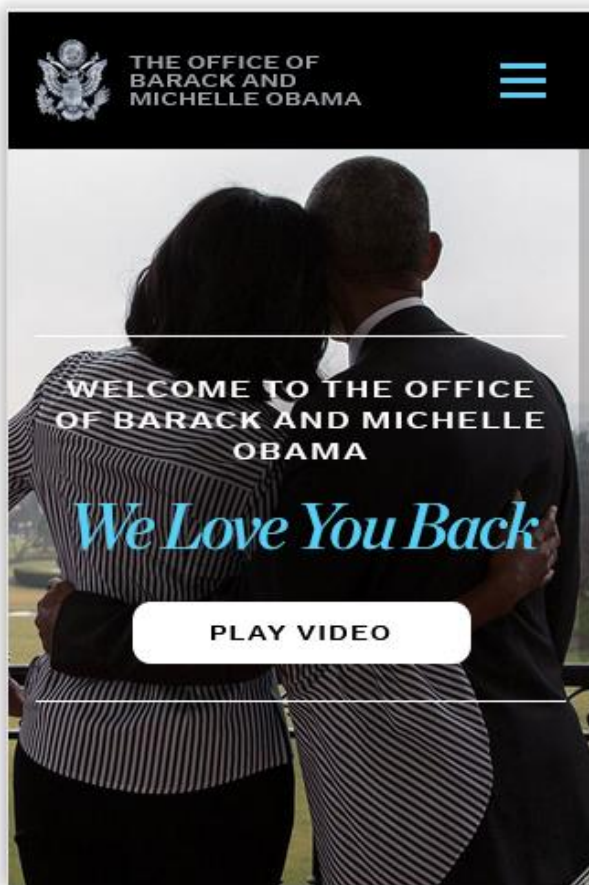 THE OFFICE OF
BARACK AND
MICHELLE OBAMA
WELCOME TO THE OFFICE
OF BARACK AND MICHELLE
OBAMA
We Love You Back
PLAY VIDEO